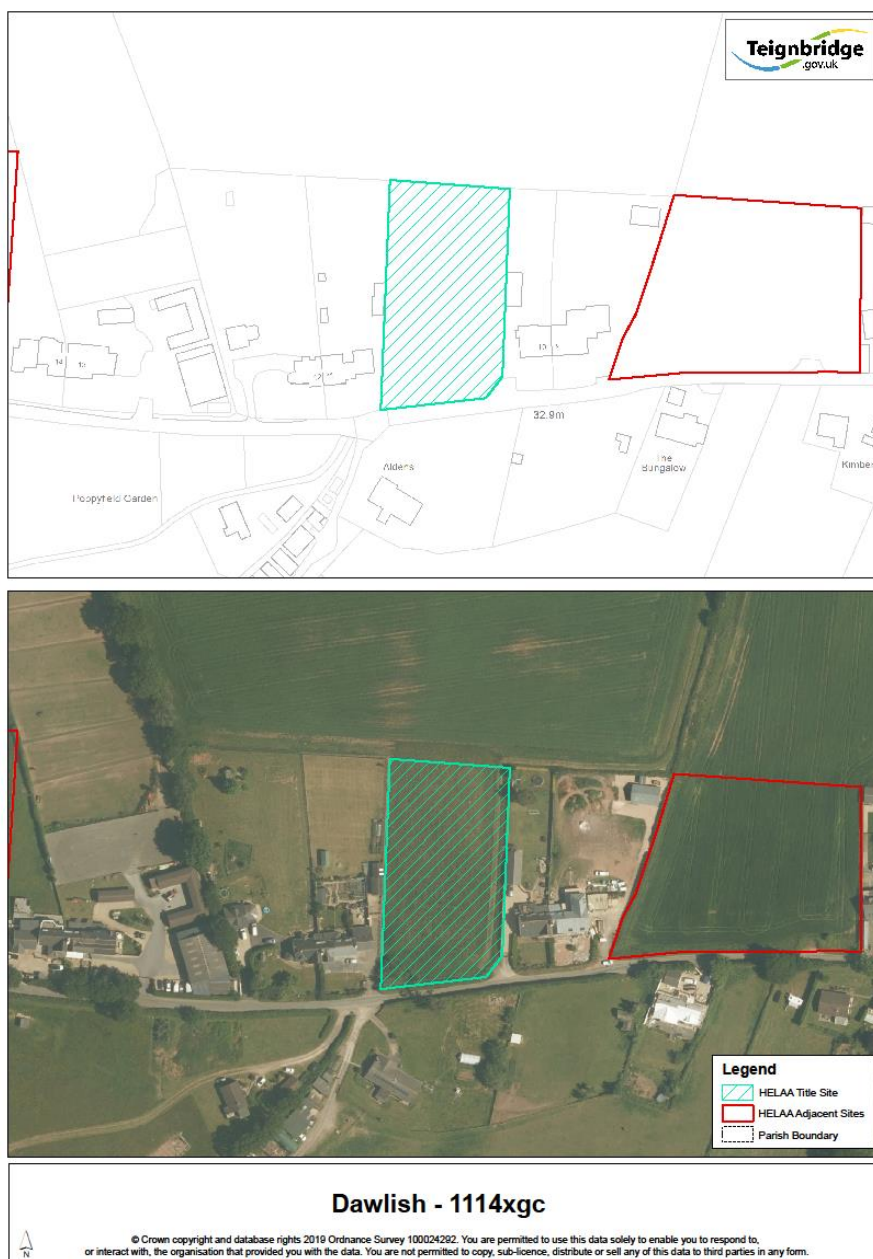 Teignbridge
.gov.uk
14
13
12
32.9m
Aldens
The
Bungalow
Poppyfield Garden
Legend
HELAA Title Site
HELAA Adjacent Sites
Parish Boundary
Dawlish - 1114xgc
N
© Crown copyright and database rights 2019 Ordnance Survey 100024292. You are permitted to use this data solely to enable you to respond to,
or interact with, the organisation that provided you with the data. You are not permitted to copy, sub-licence, distribute or sell any of this data to third parties in any form.